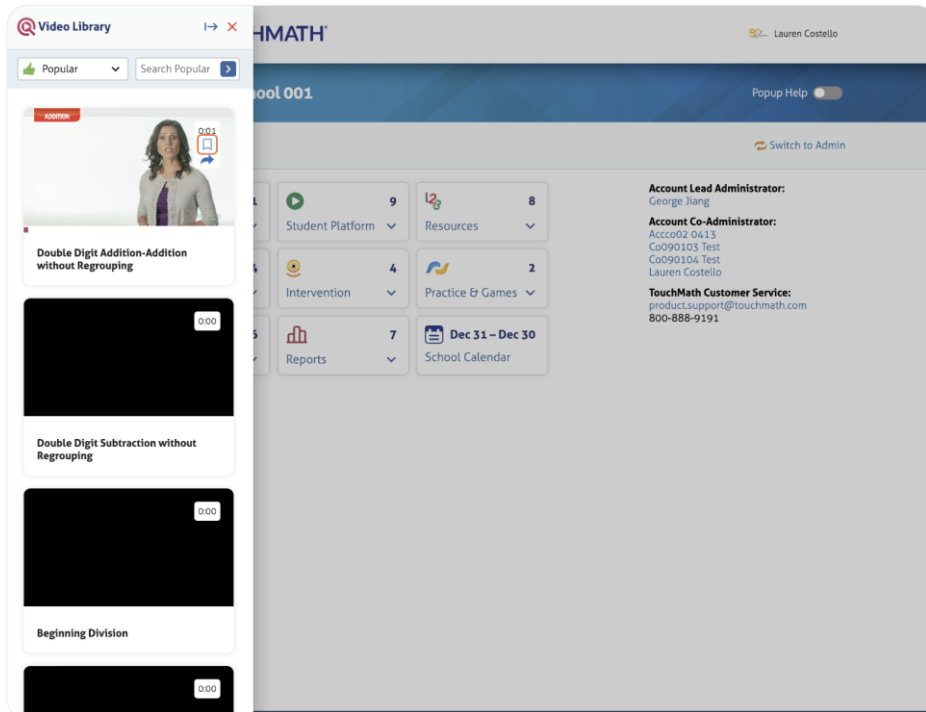 Video Library
Popular
Search Popular
ADDITION
0:01
Double Digit Addition-Addition
without Regrouping
0:00
Double Digit Subtraction without
Regrouping
0:00
Beginning Division
0:00
HMATH
Lauren Costello
ool 001
Popup Help
Switch to Admin
1
9
Student Platform
8
Resources
4
4
Intervention
2
Practice & Games
7
Reports
Dec 31 – Dec 30
School Calendar
Account Lead Administrator:
George Jiang
Account Co-Administrator:
Accco02 0413
Co090103 Test
Co090104 Test
Lauren Costello
TouchMath Customer Service:
product.support@touchmath.com
800-888-9191